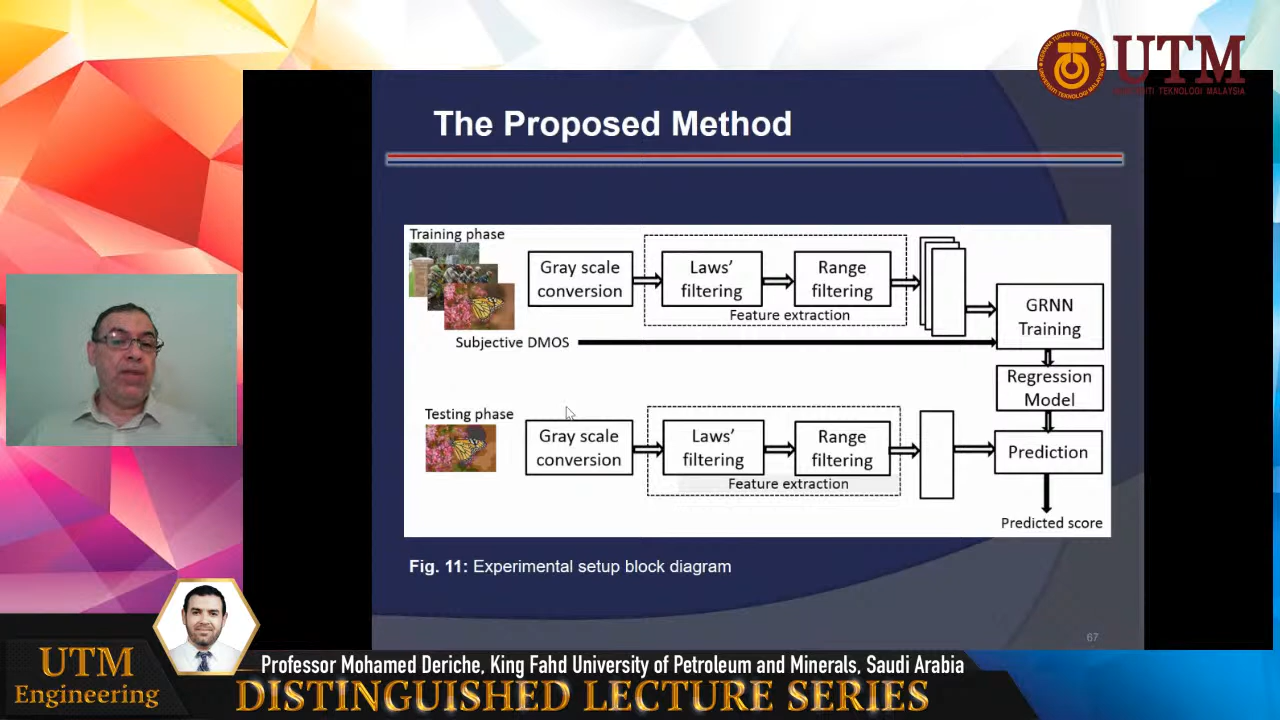 UTM
UNIVERSITI TEKNOLOGI MALAYSIA
The Proposed Method
Training phase
Gray scale
conversion
Laws'
filtering
Range
filtering
Feature extraction
GRNN
Training
Subjective DMOS
Regression
Model
Testing phase
Gray scale
conversion
Laws'
filtering
Range
filtering
Feature extraction
Prediction
Predicted score
Fig. 11: Experimental setup block diagram
67
UTM
Engineering
Professor Mohamed Deriche, King Fahd University of Petroleum and Minerals, Saudi Arabia
DISTINGUISHED LECTURE SERIES